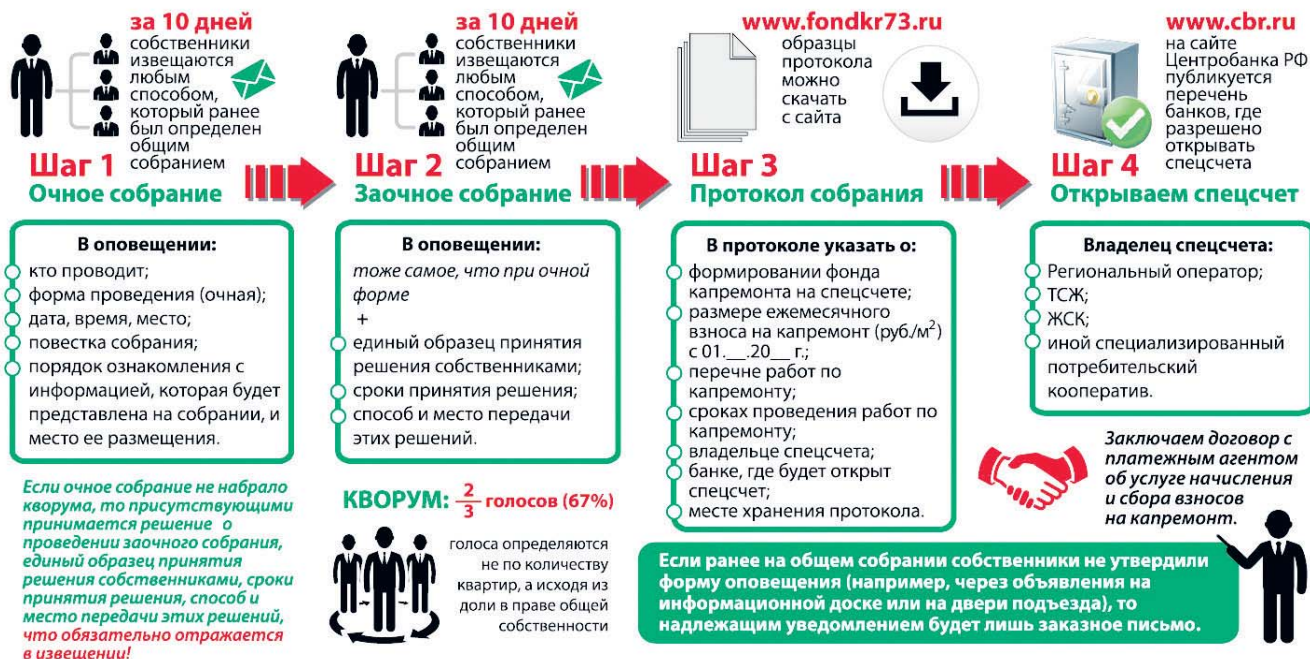 за 10 дней
собственники
извещаются
любым
способом,
который ранее
был определен
общим
собранием
Шаг 1
Очное собрание
В оповещении:
кто проводит;
форма проведения (очная);
дата, время, место;
повестка собрания;
порядок ознакомления с
информацией, которая будет
представлена на собрании, и
место ее размещения.
Если очное собрание не набрало
кворума, то присутствующими
принимается решение о
проведении заочного собрания,
единый образец принятия
решения собственниками, сроки
принятия решения, способ и
место передачи этих решений,
что обязательно отражается
в извещении!
за 10 дней
собственники
извещаются
любым
способом,
который ранее
был определен
общим
собранием
Шаг 2
Заочное собрание
В оповещении:
тоже самое, что при очной
форме
+
единый образец принятия
решения собственниками;
сроки принятия решения;
способ и место передачи
этих решений.
КВОРУМ: 2/3 голосов (67%)
голоса определяются
не по количеству
квартир, а исходя из
доли в праве общей
собственности
www.fondkr73.ru
образцы
протокола
можно
скачать
с сайта
Шаг 3
Протокол собрания
В протоколе указать о:
формировании фонда
капремонта на спецсчете;
размере ежемесячного
взноса на капремонт (руб./м²)
с 01.__.20__ г.;
перечне работ по
капремонту;
сроках проведения работ по
капремонту;
владельце спецсчета;
банке, где будет открыт
спецсчет;
месте хранения протокола.
www.cbr.ru
на сайте
Центробанка РФ
публикуется
перечень
банков, где
разрешено
открывать
спецсчета
Шаг 4
Открываем спецсчет
Владелец спецсчета:
Региональный оператор;
ТСЖ;
ЖСК;
иной специализированный
потребительский
кооператив.
Заключаем договор с
платежным агентом
об услуге начисления
и сбора взносов
на капремонт.
Если ранее на общем собрании собственники не утвердили
форму оповещения (например, через объявления на
информационной доске или на двери подъезда), то
надлежащим уведомлением будет лишь заказное письмо.